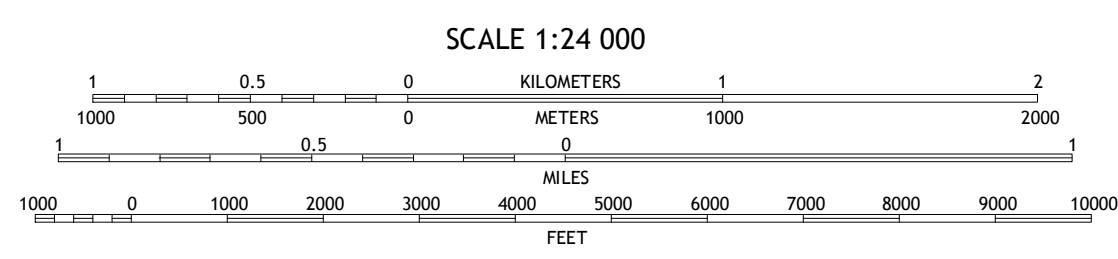 SCALE 1:24 000
1 0.5 0 KILOMETERS 1 2
1000 500 0 METERS 1000 2000
1 0.5 0 1
MILES
1000 0 1000 2000 3000 4000 5000 6000 7000 8000 9000 10000
FEET